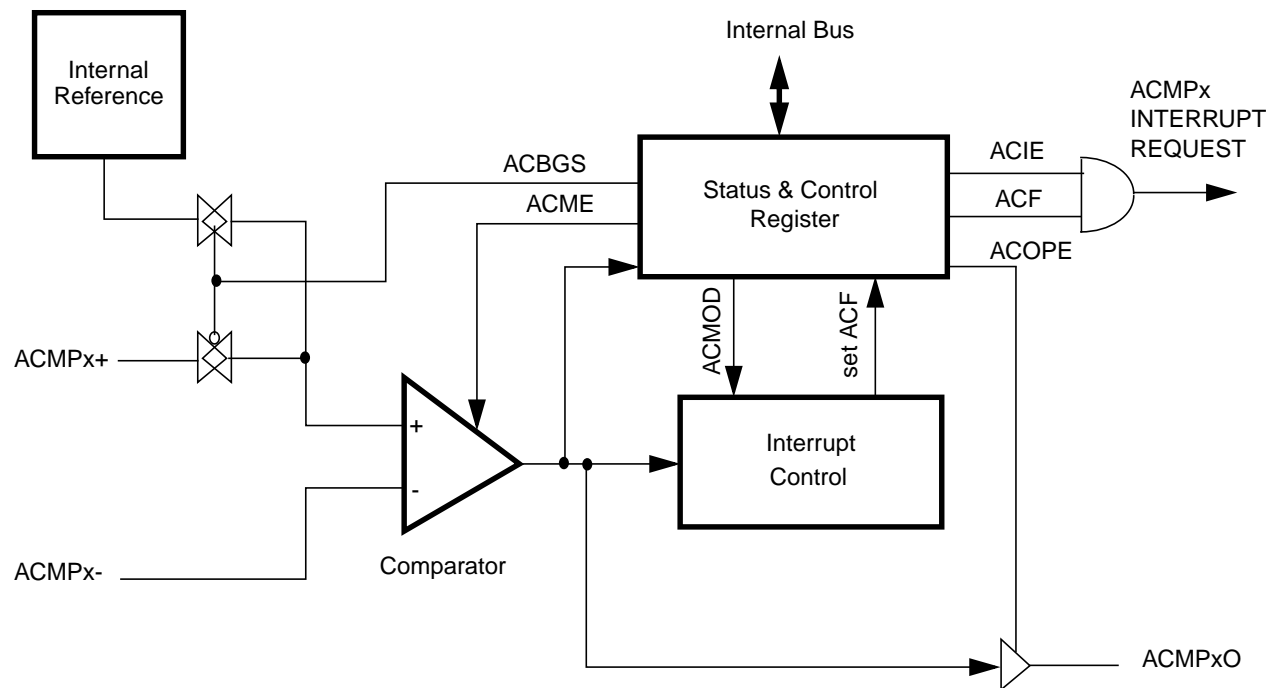 Internal Bus
Internal
Reference
ACMPx
INTERRUPT
REQUEST
ACBGS
ACME
Status & Control
Register
ACIE
ACF
ACOPE
ACMOD
set ACF
ACMPx+
+
-
Interrupt
Control
Comparator
ACMPx-
ACMPxO